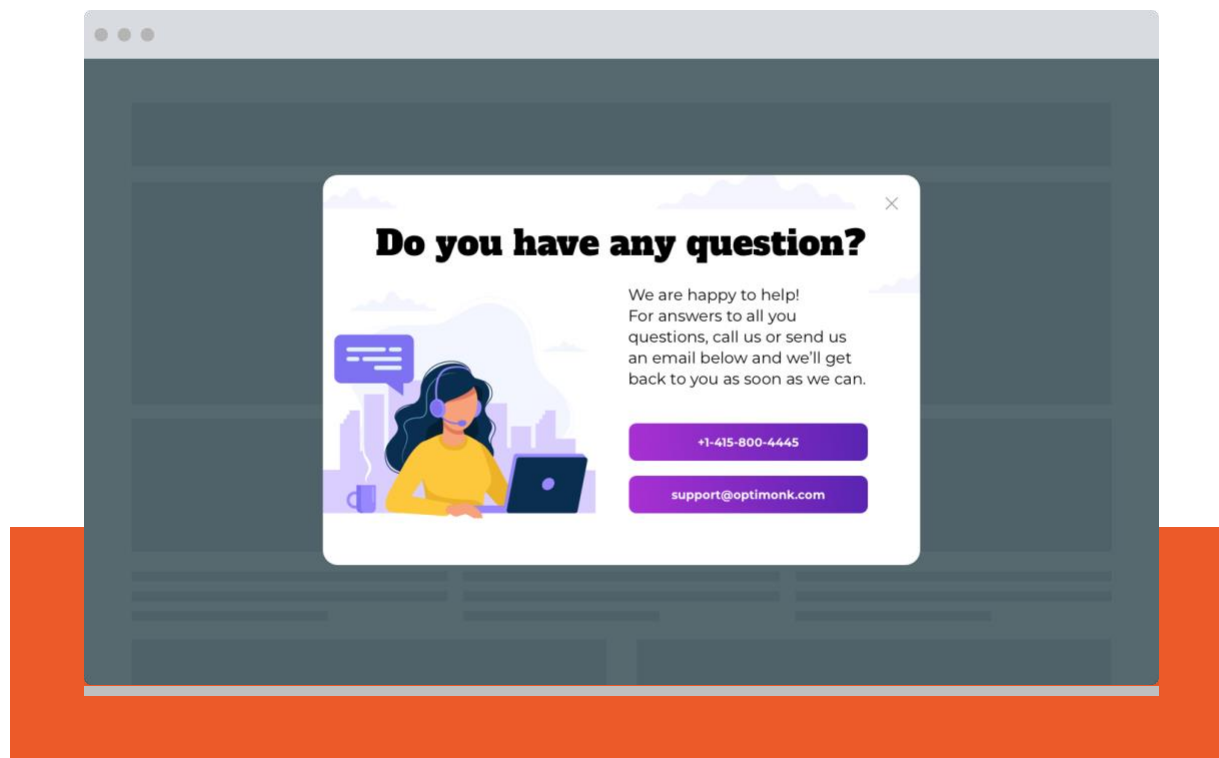 Do you have any question?
We are happy to help!
For answers to all you
questions, call us or send us
an email below and we'll get
back to you as soon as we can.
+1-415-800-4445
support@optimonk.com